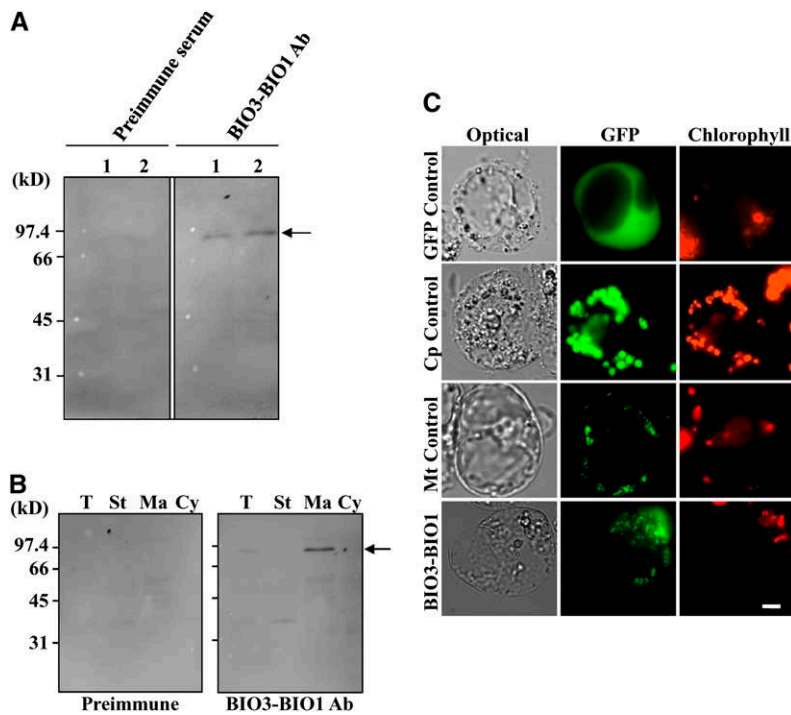 A
Preimmune serum
BIO3-BIO1 Ab
1 2 1 2
(kD)
97.4
66
45
31
B
(kD)
T St Ma Cy T St Ma Cy
97.4
66
45
31
Preimmune
BIO3-BIO1 Ab
C
Optical GFP Chlorophyll
GFP Control
Cp Control
Mt Control
BIO3-BIO1